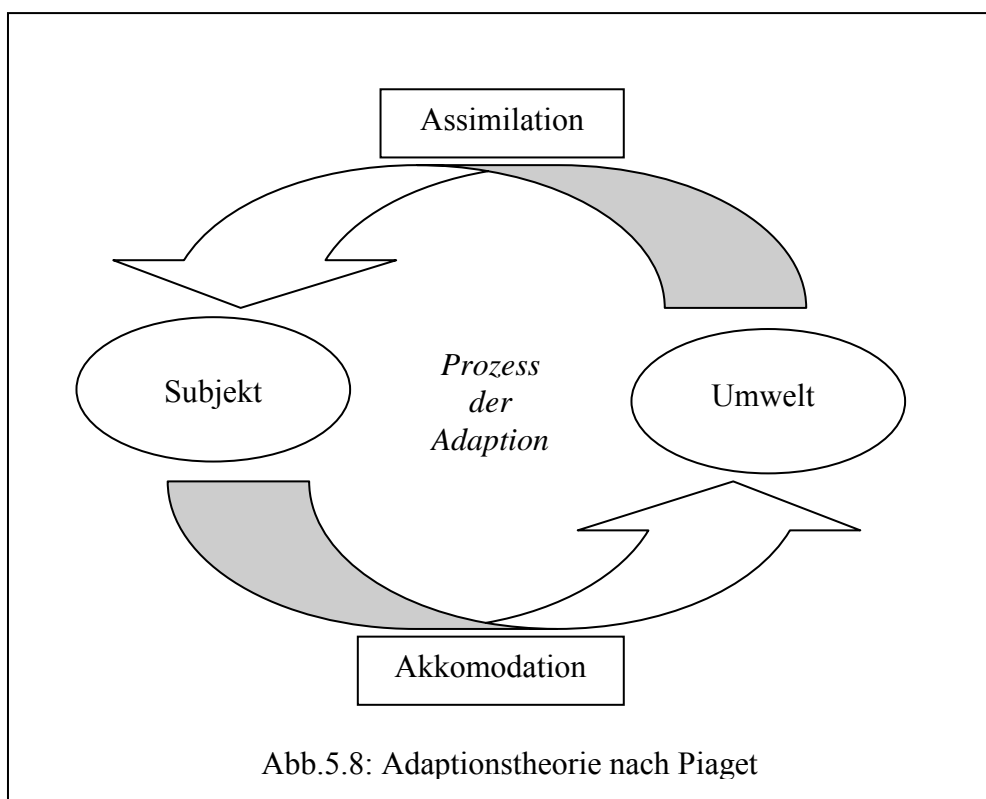 Assimilation
Subjekt
Prozess
der
Adaption
Umwelt
Akkomodation
Abb.5.8: Adaptionstheorie nach Piaget